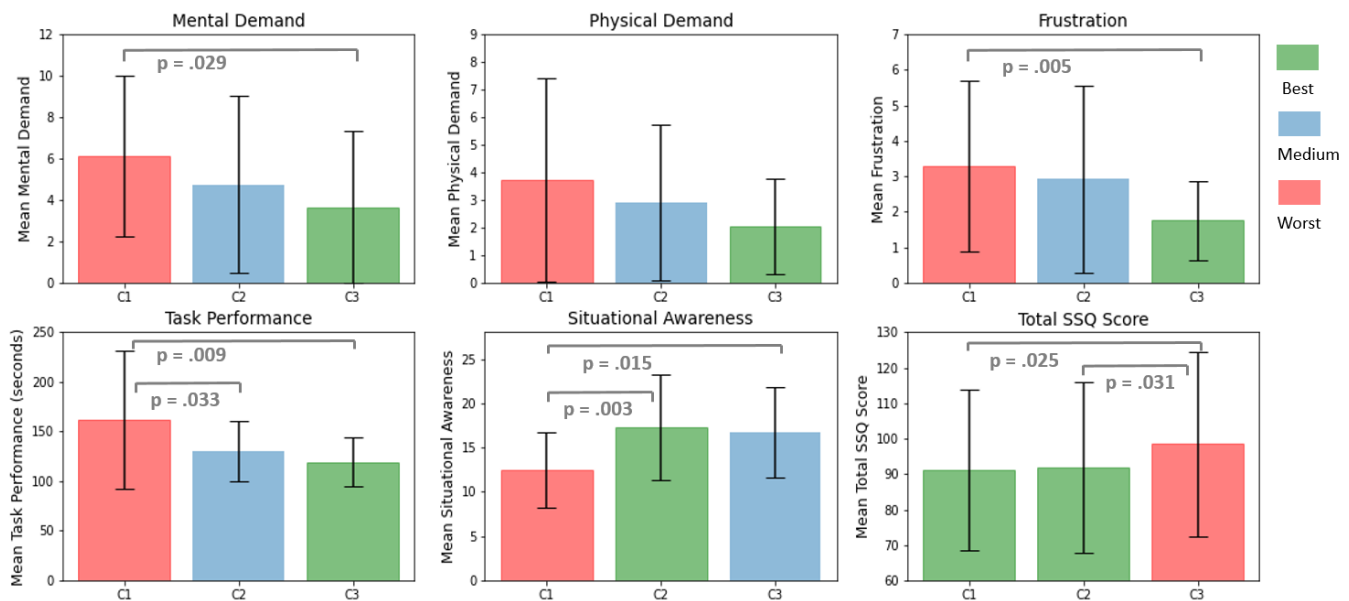 Mental Demand
Mean Mental Demand
12
10
8
6
4
2
0
p = .029
C1 C2 C3
Physical Demand
Mean Physical Demand
9
8
7
6
5
4
3
2
1
0
C1 C2 C3
Frustration
Mean Frustration
7
6
5
4
3
2
1
0
p = .005
C1 C2 C3
Best
Medium
Worst
Task Performance
Mean Task Performance (seconds)
250
200
150
100
50
0
p = .009
p = .033
C1 C2 C3
Situational Awareness
Mean Situational Awareness
25
20
15
10
5
0
p = .015
p = .003
C1 C2 C3
Total SSQ Score
Mean Total SSQ Score
130
120
110
100
90
80
70
60
p = .025
p = .031
C1 C2 C3